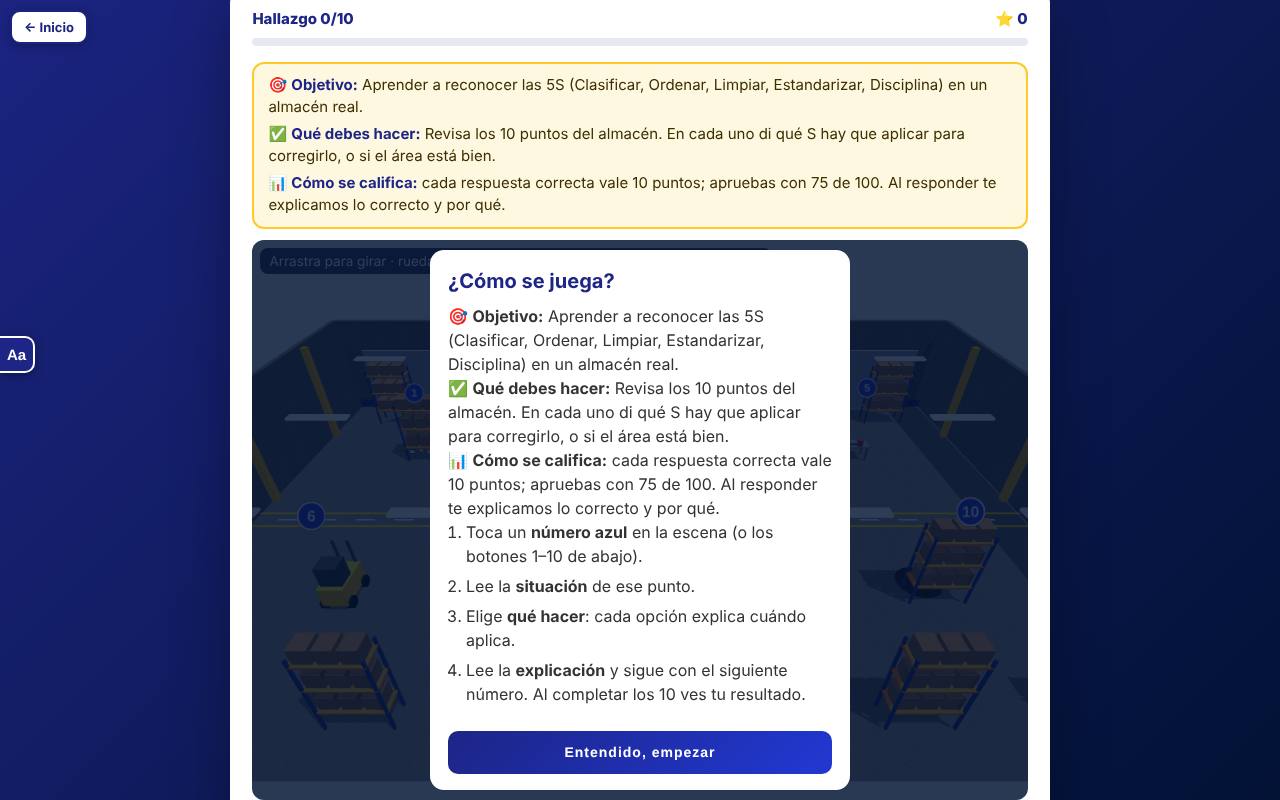 ← Inicio
Hallazgo 0/10
⭐ 0
🎯 Objetivo: Aprender a reconocer las 5S (Clasificar, Ordenar, Limpiar, Estandarizar, Disciplina) en un
almacén real.
✅ Qué debes hacer: Revisa los 10 puntos del almacén. En cada uno di qué S hay que aplicar para
corregirlo, o si el área está bien.
📊 Cómo se califica: cada respuesta correcta vale 10 puntos; apruebas con 75 de 100. Al responder te
explicamos lo correcto y por qué.
Arrastra para girar ·
¿Cómo se juega?
🎯 Objetivo: Aprender a reconocer las 5S
(Clasificar, Ordenar, Limpiar, Estandarizar,
Disciplina) en un almacén real.
✅ Qué debes hacer: Revisa los 10 puntos del
almacén. En cada uno di qué S hay que aplicar
para corregirlo, o si el área está bien.
📊 Cómo se califica: cada respuesta correcta vale
10 puntos; apruebas con 75 de 100. Al responder
te explicamos lo correcto y por qué.
1. Toca un número azul en la escena (o los
botones 1–10 de abajo).
2. Lee la situación de ese punto.
3. Elige qué hacer: cada opción explica cuándo
aplica.
4. Lee la explicación y sigue con el siguiente
número. Al completar los 10 ves tu resultado.
Entendido, empezar
Aa
1
5
6
10